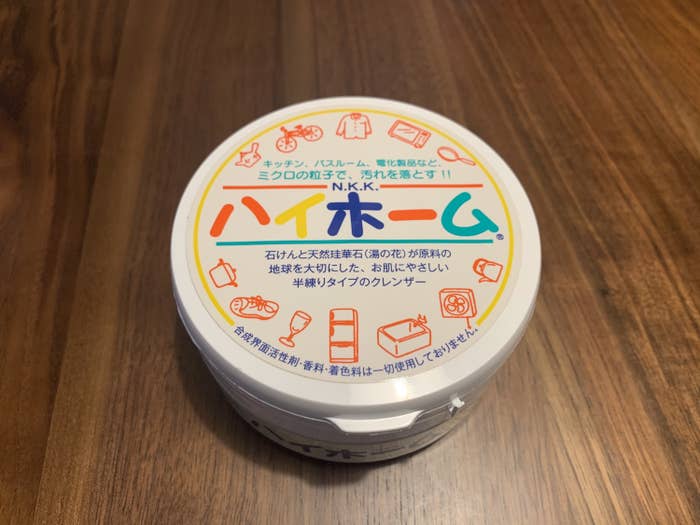 キッチン、バスルーム、電化製品など、
ミクロの粒子で、汚れを落とす!!
N.K.K.
ハイホーム®
石けんと天然珪華石(湯の花)が原料の
地球を大切にした、お肌にやさしい
半練りタイプのクレンザー
合成界面活性剤・香料・着色料は一切使用しておりません。
ハイホーム